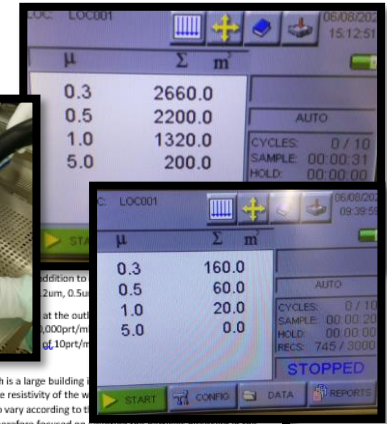 LOC: LOC001
06/08/202
15:12:51
μ Σ m³
0.3 2660.0
0.5 2200.0
1.0 1320.0
5.0 200.0
AUTO
CYCLES: 0 / 10
SAMPLE: 00:00:31
HOLD: 00:00:00
STA
C: LOC001
06/08/202
09:39:5
μ Σ m³
0.3 160.0
0.5 60.0
1.0 20.0
5.0 0.0
AUTO
CYCLES: 0 / 10
SAMPLE: 00:00:20
HOLD: 00:00:00
RECS: 745 / 3000
STOPPED
START CONFIG DATA REPORTS
ddition to
.2um, 0.5u
at the outl
0,000prt/m
of 10prt/m
h is a large building i
e resistivity of the w
o vary according to th